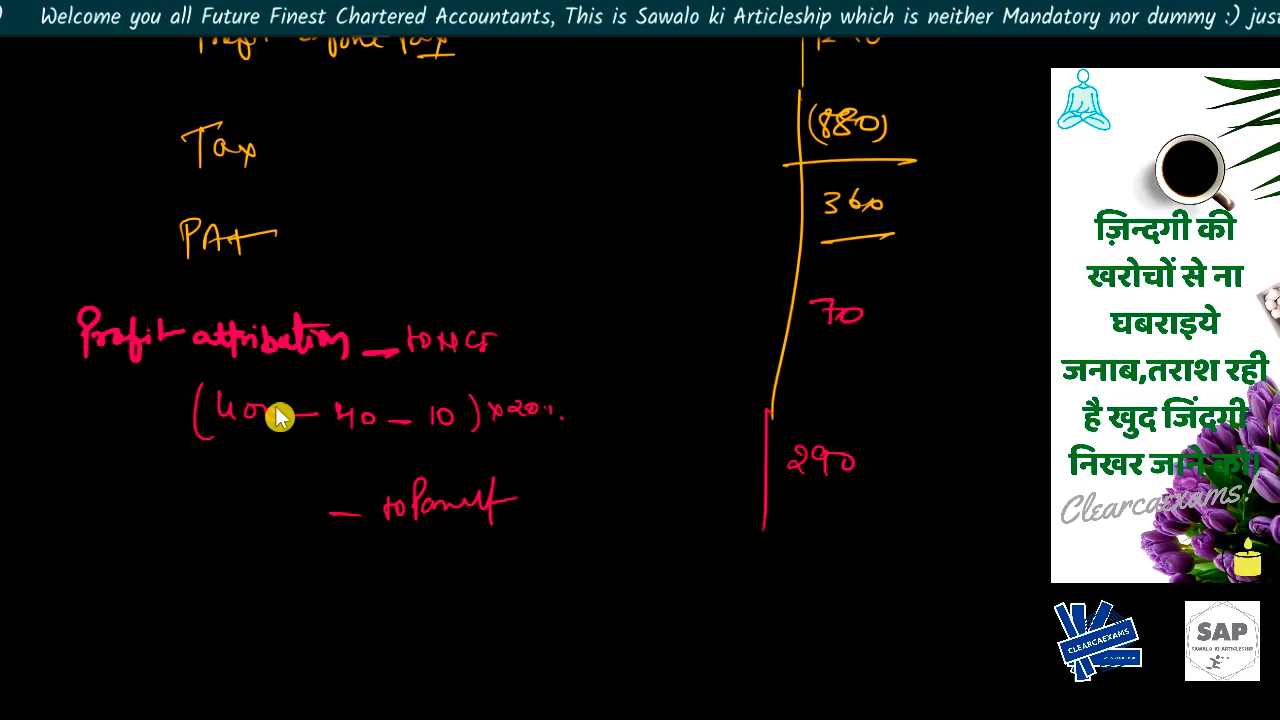 Welcome you all Future Finest Chartered Accountants, This is Sawalo ki Articleship which is neither Mandatory nor dummy :) jus
Tax (880)
PAT 360
Profit attribution — to NCI 70
( — 40 — 10) x 20%.
— to Parent 290
ज़िन्दगी की
खरोचों से ना
घबराइये
जनाब,तराश रही
है खुद जिंदगी
निखर जाने को!
Clearcaexams!
CLEARCAEXAMS
SAP
SAWALO KI ARTICLESHIP